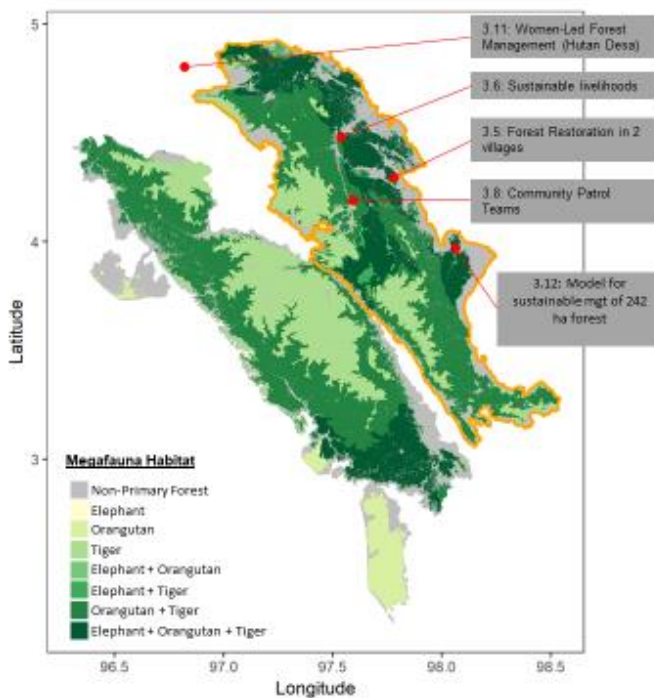 5
4
3
Latitude
3.11: Women-Led Forest
Management (Hutan Desa)
3.6: Sustainable livelihoods
3.5: Forest Restoration in 2
villages
3.8: Community Patrol
Teams
3.12: Model for
sustainable mgt of 242
ha forest
Megafauna Habitat
Non-Primary Forest
Elephant
Orangutan
Tiger
Elephant + Orangutan
Elephant + Tiger
Orangutan + Tiger
Elephant + Orangutan + Tiger
96.5 97.0 97.5 98.0 98.5
Longitude